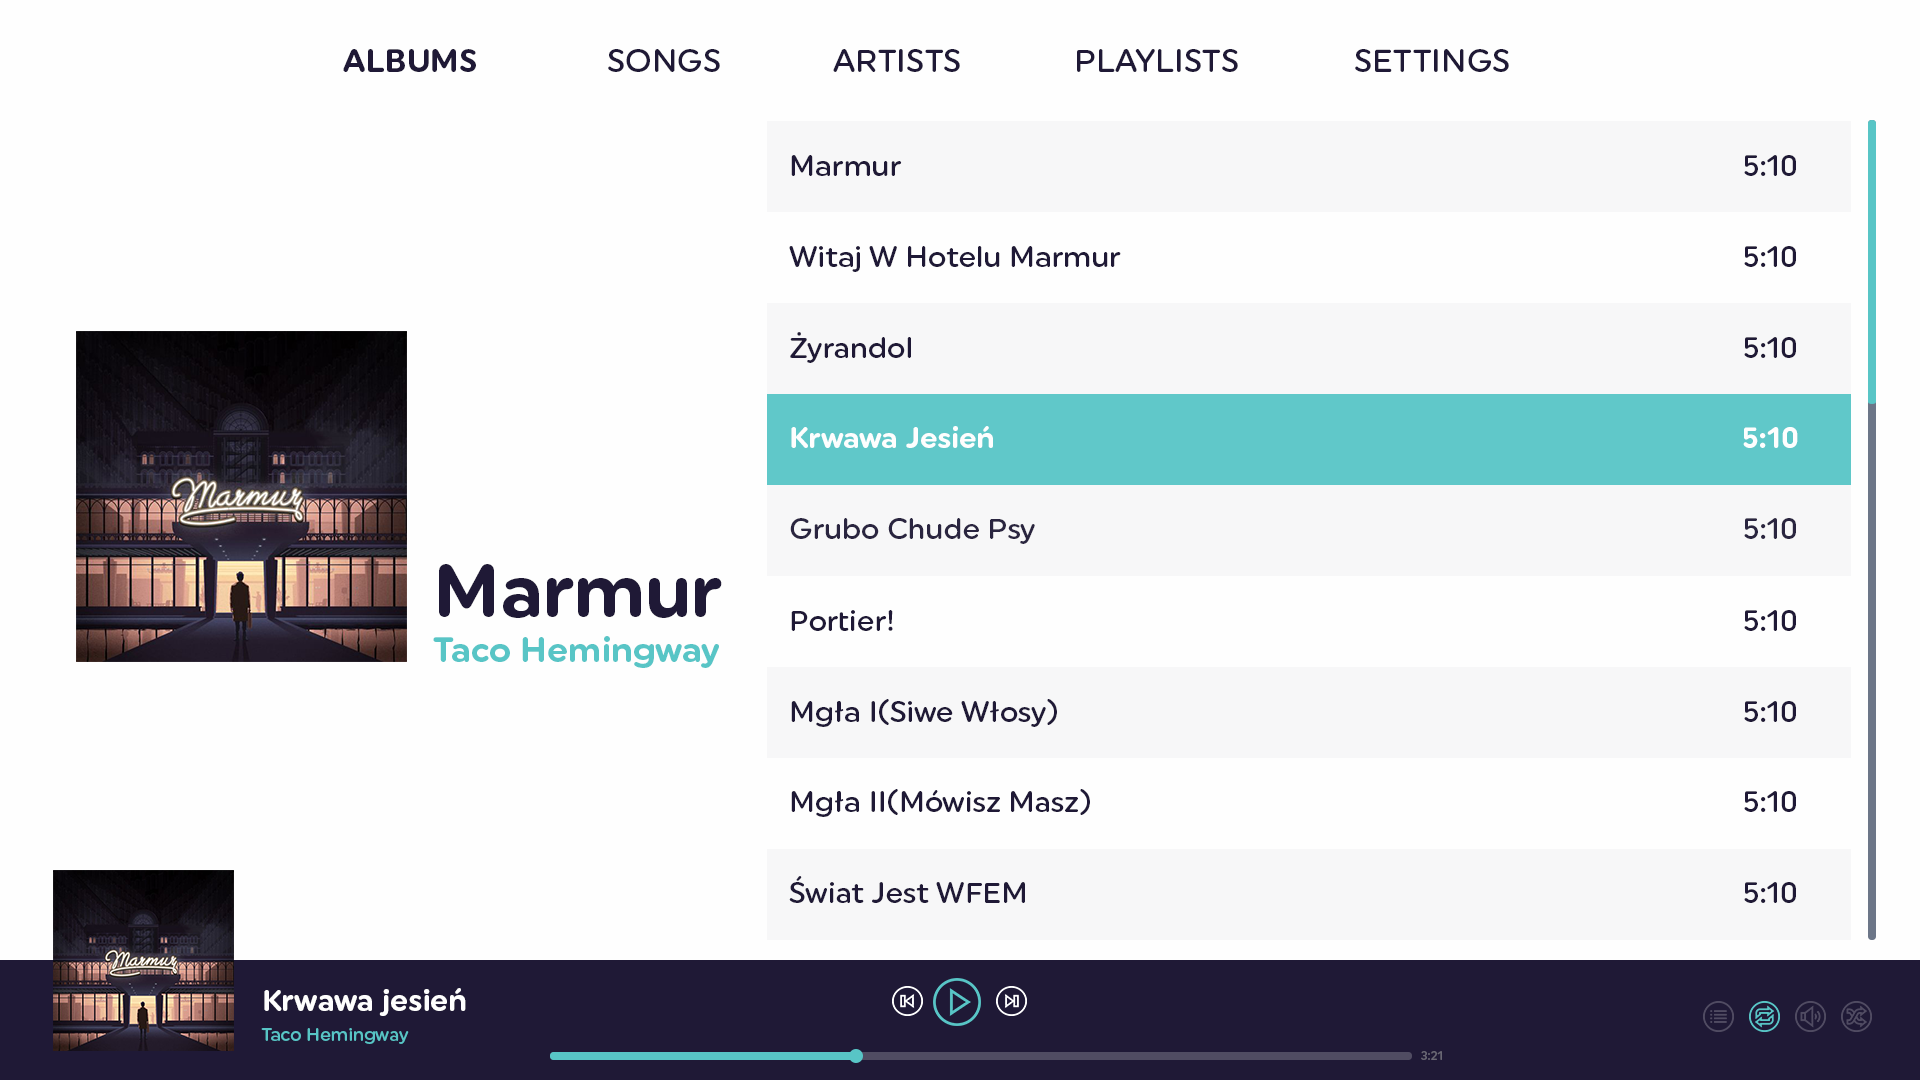 ALBUMS SONGS ARTISTS PLAYLISTS SETTINGS
Marmur 5:10
Witaj W Hotelu Marmur 5:10
Żyrandol 5:10
Krwawa Jesień 5:10
Grubo Chude Psy 5:10
Portier! 5:10
Mgła I(Siwe Włosy) 5:10
Mgła II(Mówisz Masz) 5:10
Świat Jest WFEM 5:10
Marmur
Marmur
Taco Hemingway
Marmur
Krwawa jesień
Taco Hemingway
3:21